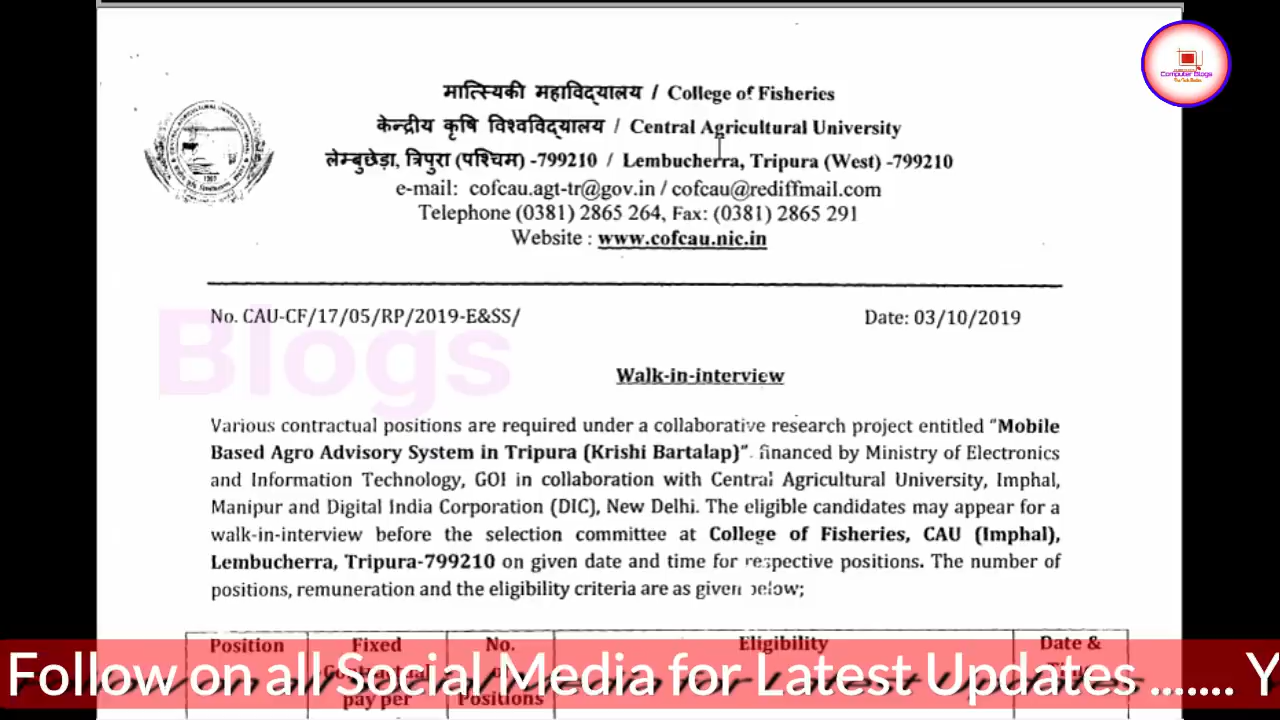 Computer Blogs
मात्स्यिकी महाविद्यालय / College of Fisheries
केन्द्रीय कृषि विश्वविद्यालय / Central Agricultural University
लेम्बुछेड़ा, त्रिपुरा (पश्चिम) -799210 / Lembucherra, Tripura (West) -799210
e-mail: cofcau.agt-tr@gov.in / cofcau@rediffmail.com
Telephone (0381) 2865 264, Fax: (0381) 2865 291
Website : www.cofcau.nic.in
No. CAU-CF/17/05/RP/2019-E&SS/ Date: 03/10/2019
Blogs
Walk-in-interview
Various contractual positions are required under a collaborative research project entitled "Mobile
Based Agro Advisory System in Tripura (Krishi Bartalap)". financed by Ministry of Electronics
and Information Technology, GOI in collaboration with Central Agricultural University, Imphal,
Manipur and Digital India Corporation (DIC), New Delhi. The eligible candidates may appear for a
walk-in-interview before the selection committee at College of Fisheries, CAU (Imphal),
Lembucherra, Tripura-799210 on given date and time for respective positions. The number of
positions, remuneration and the eligibility criteria are as given below;
Position Fixed No. Eligibility Date &
Contractual
pay per Positions
Follow on all Social Media for Latest Updates ....... Y